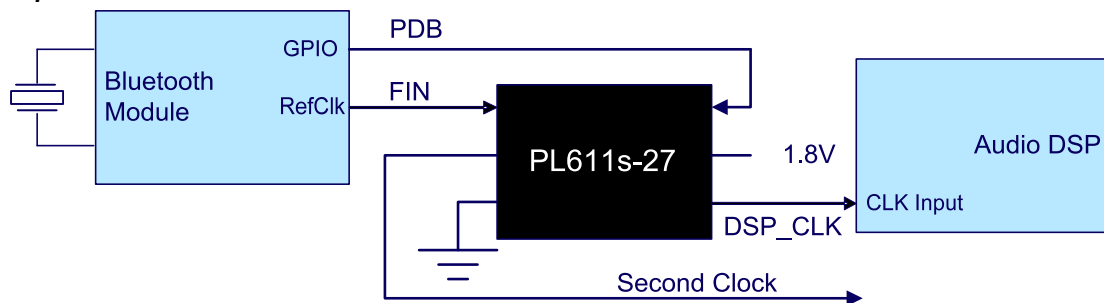 PDB
GPIO
Bluetooth
Module
RefClk
FIN
PL611s-27
1.8V
Audio DSP
CLK Input
DSP_CLK
Second Clock